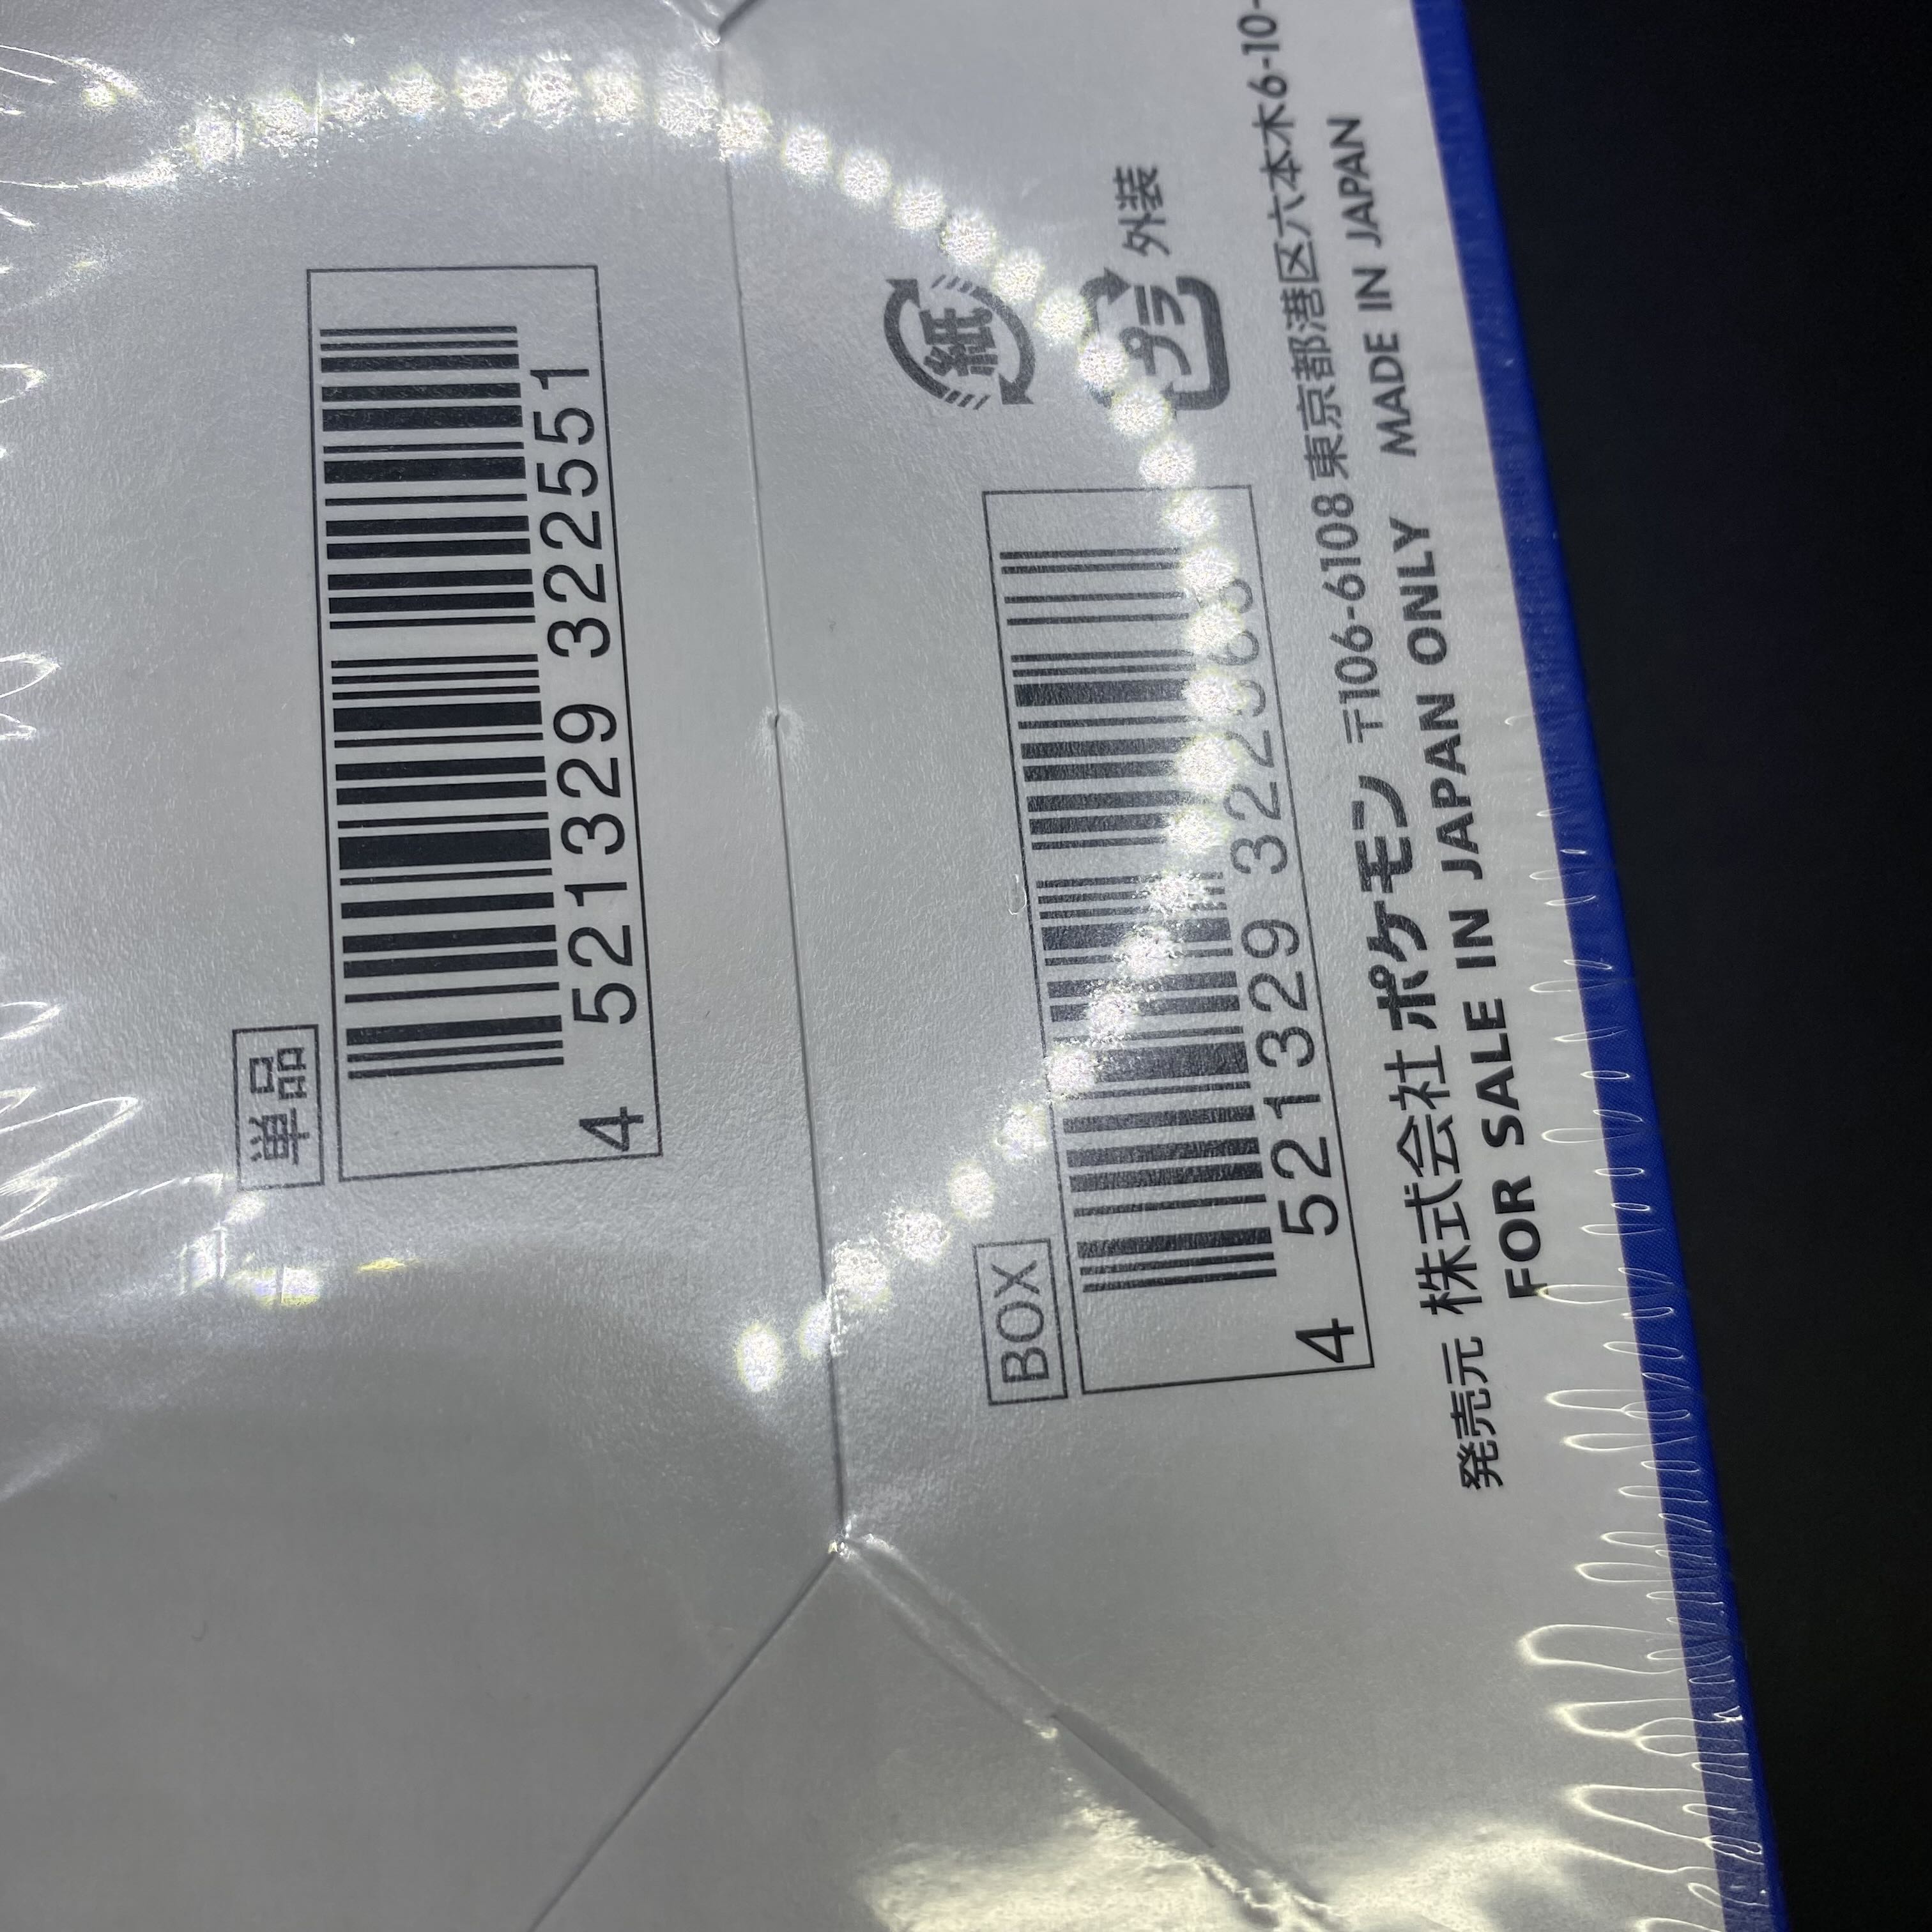 単品
4 521329 322551
BOX
4 521329 322568
紙
プラ 外装
発売元 株式会社ポケモン 〒106-6108 東京都港区六本木6-10-
FOR SALE IN JAPAN ONLY MADE IN JAPAN